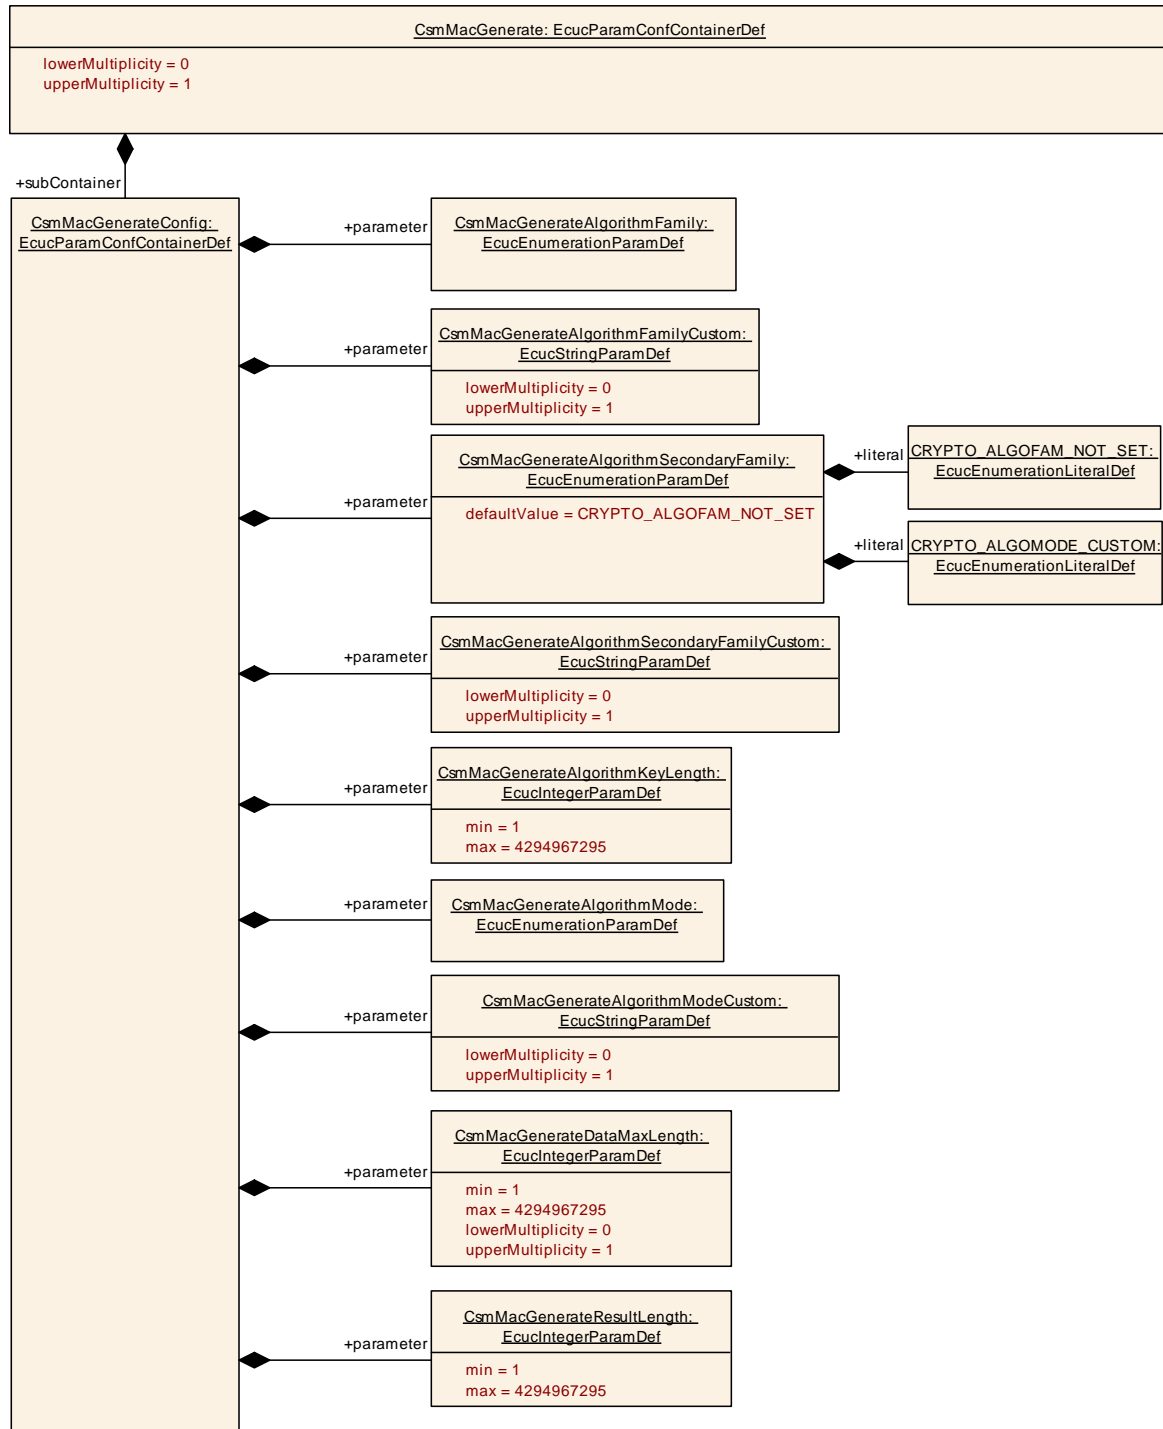 CsmMacGenerate: EcucParamConfContainerDef
lowerMultiplicity = 0
upperMultiplicity = 1
+subContainer
CsmMacGenerateConfig:
EcucParamConfContainerDef
+parameter
CsmMacGenerateAlgorithmFamily:
EcucEnumerationParamDef
+parameter
CsmMacGenerateAlgorithmFamilyCustom:
EcucStringParamDef
lowerMultiplicity = 0
upperMultiplicity = 1
+parameter
CsmMacGenerateAlgorithmSecondaryFamily:
EcucEnumerationParamDef
defaultValue = CRYPTO_ALGOFAM_NOT_SET
+literal
CRYPTO_ALGOFAM_NOT_SET:
EcucEnumerationLiteralDef
+literal
CRYPTO_ALGOMODE_CUSTOM:
EcucEnumerationLiteralDef
+parameter
CsmMacGenerateAlgorithmSecondaryFamilyCustom:
EcucStringParamDef
lowerMultiplicity = 0
upperMultiplicity = 1
+parameter
CsmMacGenerateAlgorithmKeyLength:
EcucIntegerParamDef
min = 1
max = 4294967295
+parameter
CsmMacGenerateAlgorithmMode:
EcucEnumerationParamDef
+parameter
CsmMacGenerateAlgorithmModeCustom:
EcucStringParamDef
lowerMultiplicity = 0
upperMultiplicity = 1
+parameter
CsmMacGenerateDataMaxLength:
EcucIntegerParamDef
min = 1
max = 4294967295
lowerMultiplicity = 0
upperMultiplicity = 1
+parameter
CsmMacGenerateResultLength:
EcucIntegerParamDef
min = 1
max = 4294967295